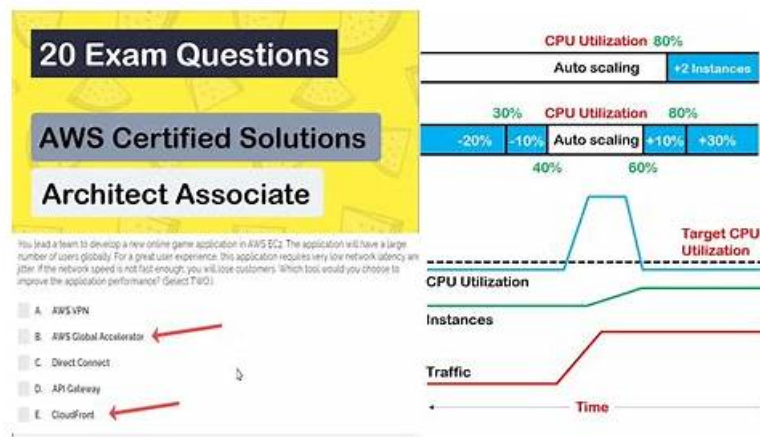 20 Exam Questions
AWS Certified Solutions
Architect Associate
You lead a team to develop a new online game application in AWS EC2. The application will have a large
number of users globally. For a great user experience, this application requires very low network latency an
jitter. If the network speed is not fast enough, you will lose customers. Which tool would you choose to
improve the application performance? (Select TWO.)
A. AWS VPN
B. AWS Global Accelerator
C. Direct Connect
D. API Gateway
E. CloudFront
CPU Utilization 80%
Auto scaling +2 Instances
30% CPU Utilization 80%
-20% -10% Auto scaling +10% +30%
40% 60%
Target CPU
Utilization
CPU Utilization
Instances
Traffic
Time